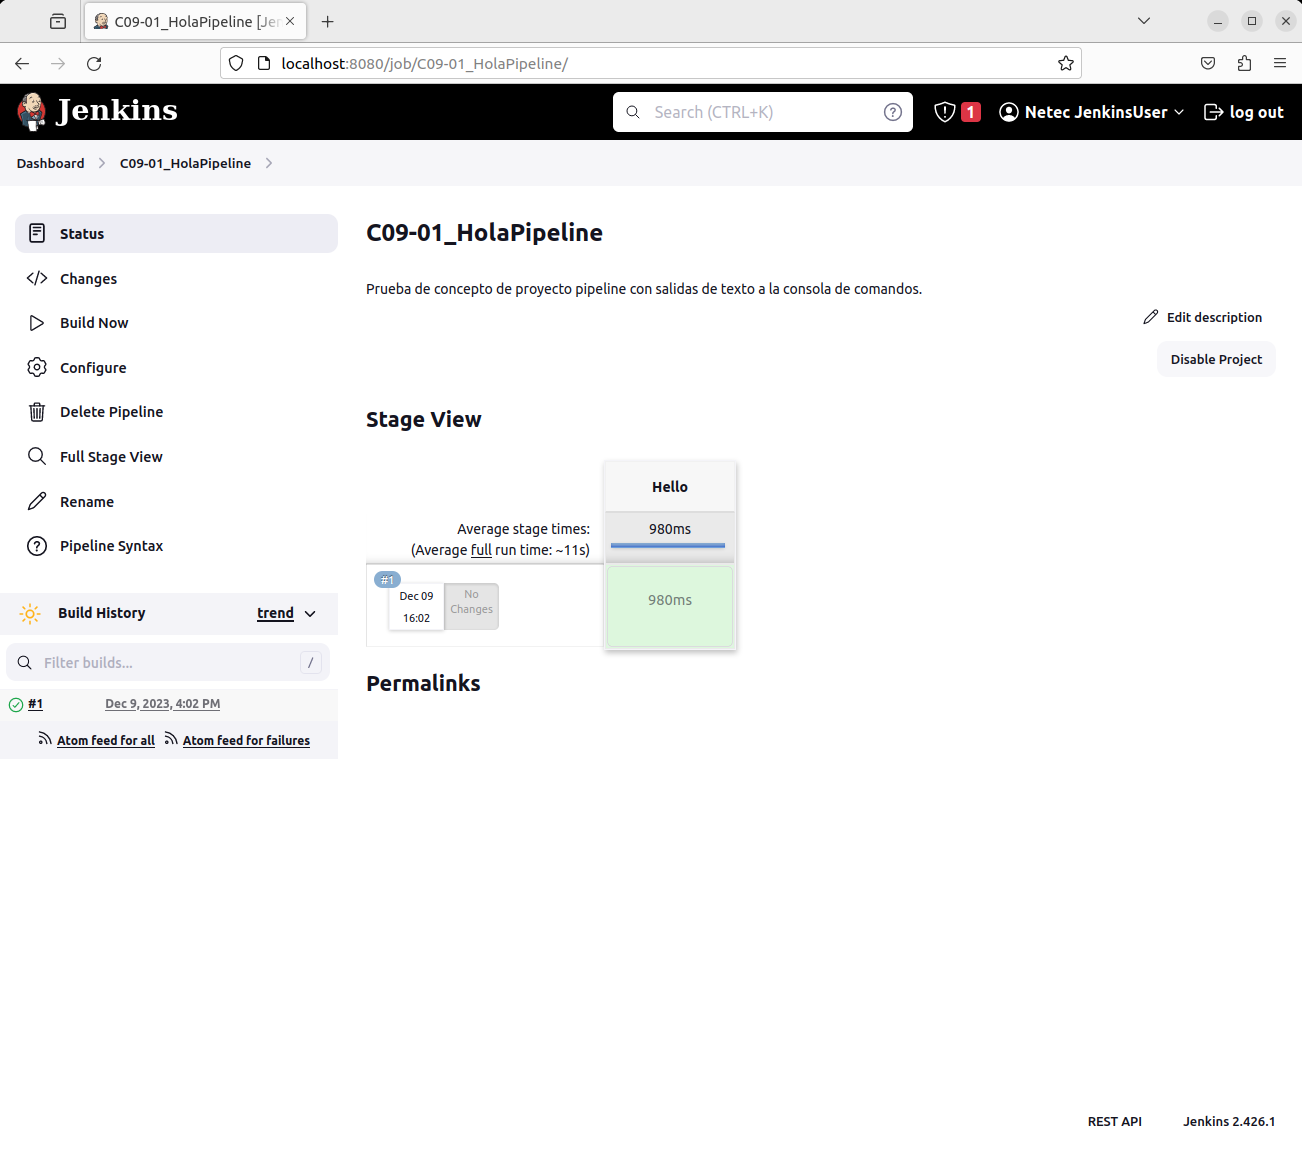 C09-01_HolaPipeline [Jen
localhost:8080/job/C09-01_HolaPipeline/
Jenkins
Search (CTRL+K)
1
Netec JenkinsUser
log out
Dashboard
C09-01_HolaPipeline
Status
Changes
Build Now
Configure
Delete Pipeline
Full Stage View
Rename
Pipeline Syntax
Build History
trend
Filter builds...
/
#1
Dec 9, 2023, 4:02 PM
Atom feed for all
Atom feed for failures
C09-01_HolaPipeline
Prueba de concepto de proyecto pipeline con salidas de texto a la consola de comandos.
Edit description
Disable Project
Stage View
Hello
Average stage times:
(Average full run time: ~11s)
980ms
#1
Dec 09
16:02
No
Changes
980ms
Permalinks
REST API
Jenkins 2.426.1